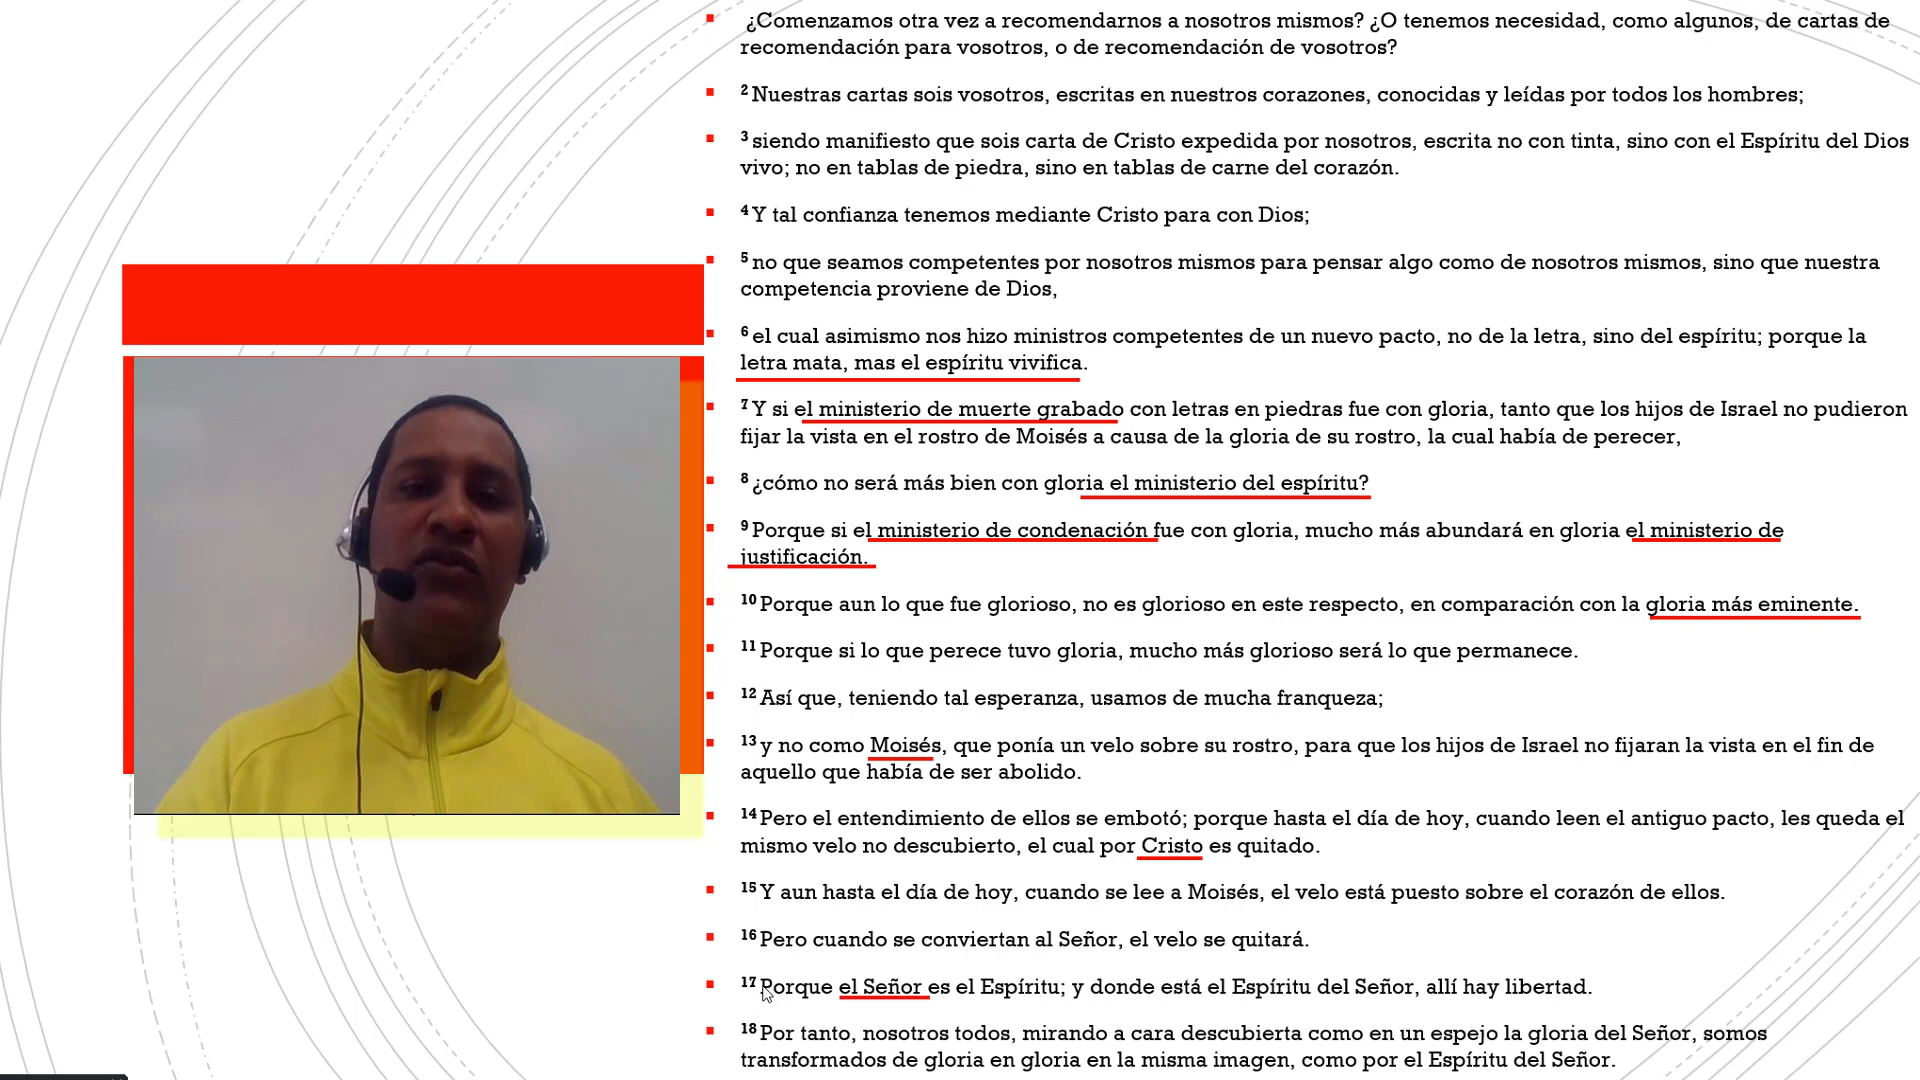 ¿Comenzamos otra vez a recomendarnos a nosotros mismos? ¿O tenemos necesidad, como algunos, de cartas de
recomendación para vosotros, o de recomendación de vosotros?
2 Nuestras cartas sois vosotros, escritas en nuestros corazones, conocidas y leídas por todos los hombres;
3 siendo manifiesto que sois carta de Cristo expedida por nosotros, escrita no con tinta, sino con el Espíritu del Dios
vivo; no en tablas de piedra, sino en tablas de carne del corazón.
4 Y tal confianza tenemos mediante Cristo para con Dios;
5 no que seamos competentes por nosotros mismos para pensar algo como de nosotros mismos, sino que nuestra
competencia proviene de Dios,
6 el cual asimismo nos hizo ministros competentes de un nuevo pacto, no de la letra, sino del espíritu; porque la
letra mata, mas el espíritu vivifica.
7 Y si el ministerio de muerte grabado con letras en piedras fue con gloria, tanto que los hijos de Israel no pudieron
fijar la vista en el rostro de Moisés a causa de la gloria de su rostro, la cual había de perecer,
8 ¿cómo no será más bien con gloria el ministerio del espíritu?
9 Porque si el ministerio de condenación fue con gloria, mucho más abundará en gloria el ministerio de
justificación.
10 Porque aun lo que fue glorioso, no es glorioso en este respecto, en comparación con la gloria más eminente.
11 Porque si lo que perece tuvo gloria, mucho más glorioso será lo que permanece.
12 Así que, teniendo tal esperanza, usamos de mucha franqueza;
13 y no como Moisés, que ponía un velo sobre su rostro, para que los hijos de Israel no fijaran la vista en el fin de
aquello que había de ser abolido.
14 Pero el entendimiento de ellos se embotó; porque hasta el día de hoy, cuando leen el antiguo pacto, les queda el
mismo velo no descubierto, el cual por Cristo es quitado.
15 Y aun hasta el día de hoy, cuando se lee a Moisés, el velo está puesto sobre el corazón de ellos.
16 Pero cuando se conviertan al Señor, el velo se quitará.
17 Porque el Señor es el Espíritu; y donde está el Espíritu del Señor, allí hay libertad.
18 Por tanto, nosotros todos, mirando a cara descubierta como en un espejo la gloria del Señor, somos
transformados de gloria en gloria en la misma imagen, como por el Espíritu del Señor.